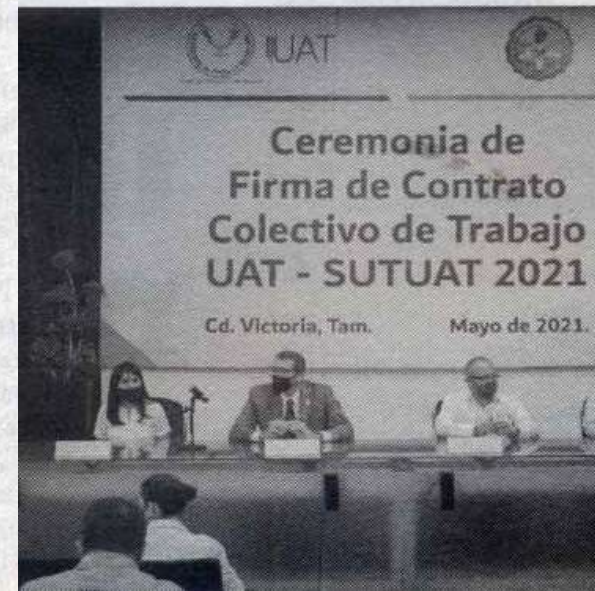 UAT
Ceremonia de
Firma de Contrato
Colectivo de Trabajo
UAT - SUTUAT 2021
Cd. Victoria, Tam. Mayo de 2021.